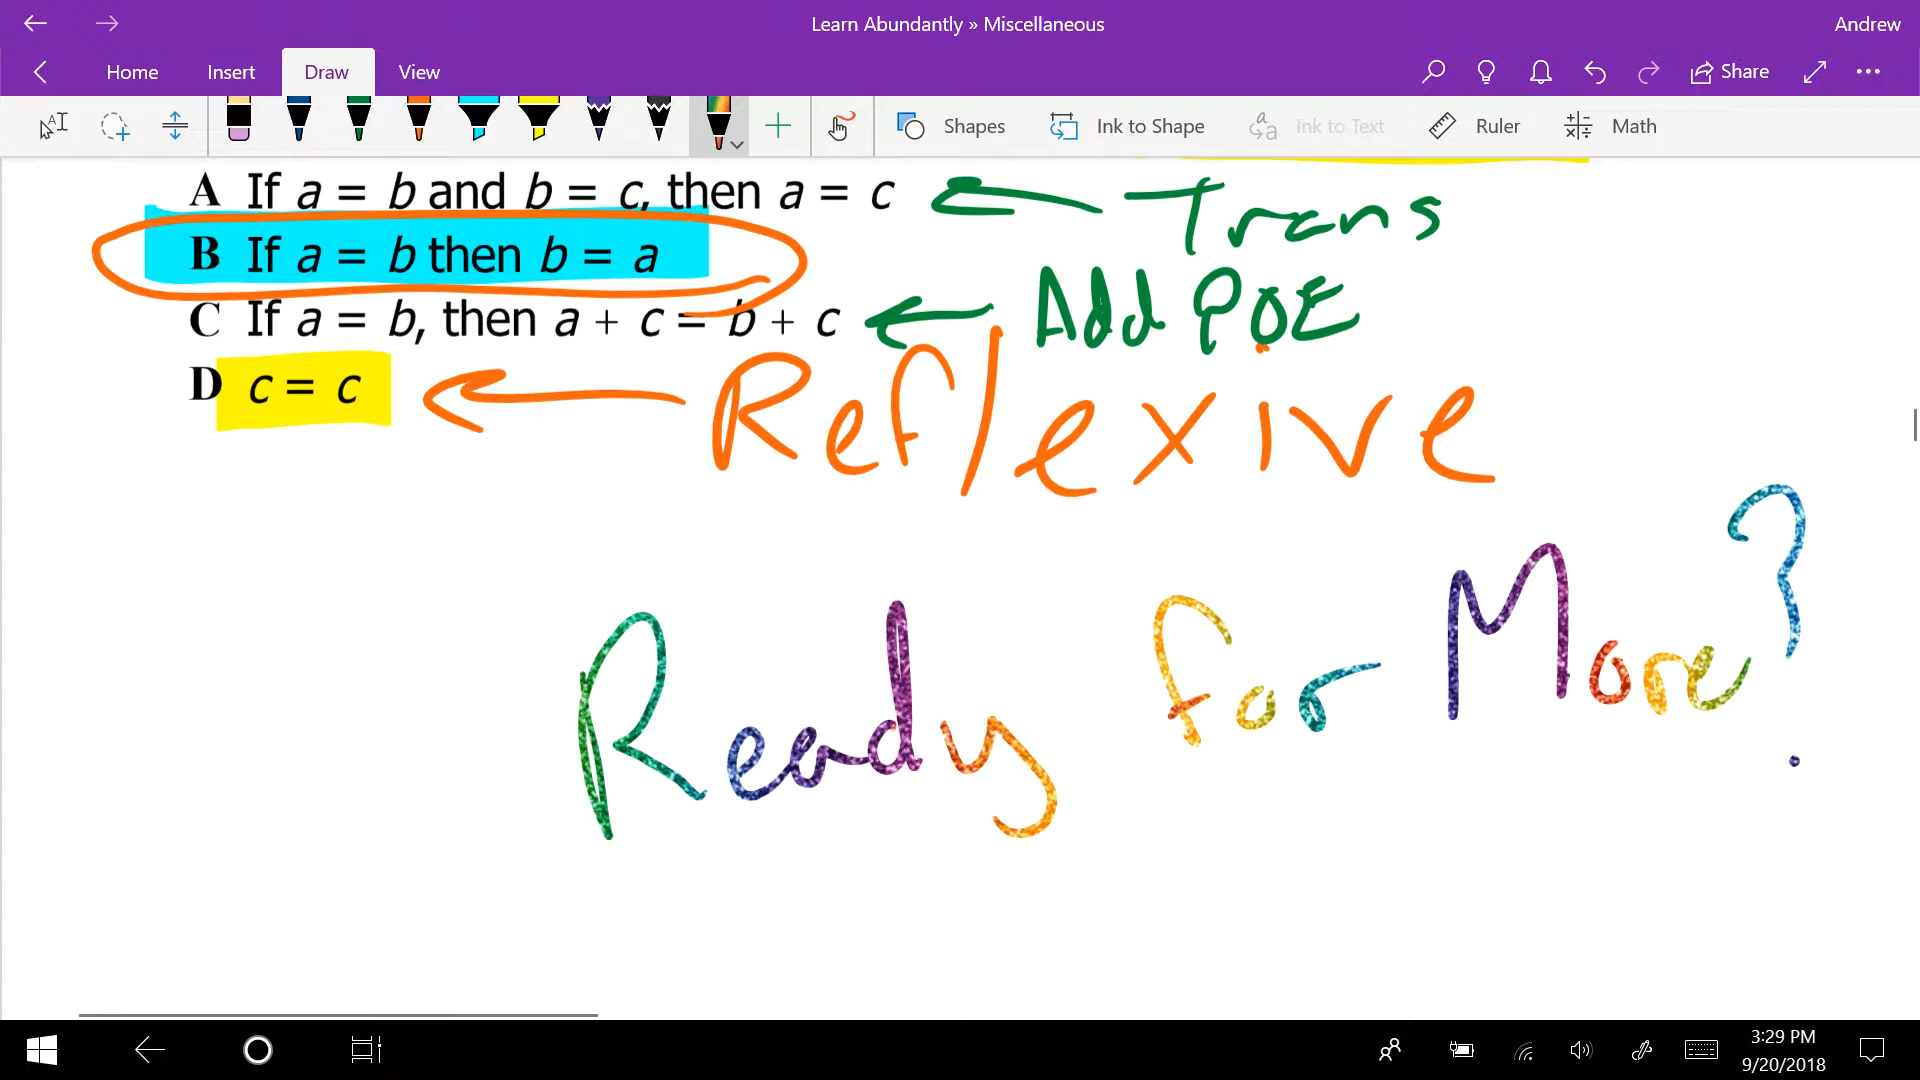 Learn Abundantly » Miscellaneous
Andrew
Home Insert Draw View
Share
Shapes Ink to Shape Ink to Text Ruler Math
A If a = b and b = c, then a = c
Trans
B If a = b then b = a
C If a = b, then a + c = b + c
Add POE
D c = c
Reflexive
Ready for More?
3:29 PM
9/20/2018